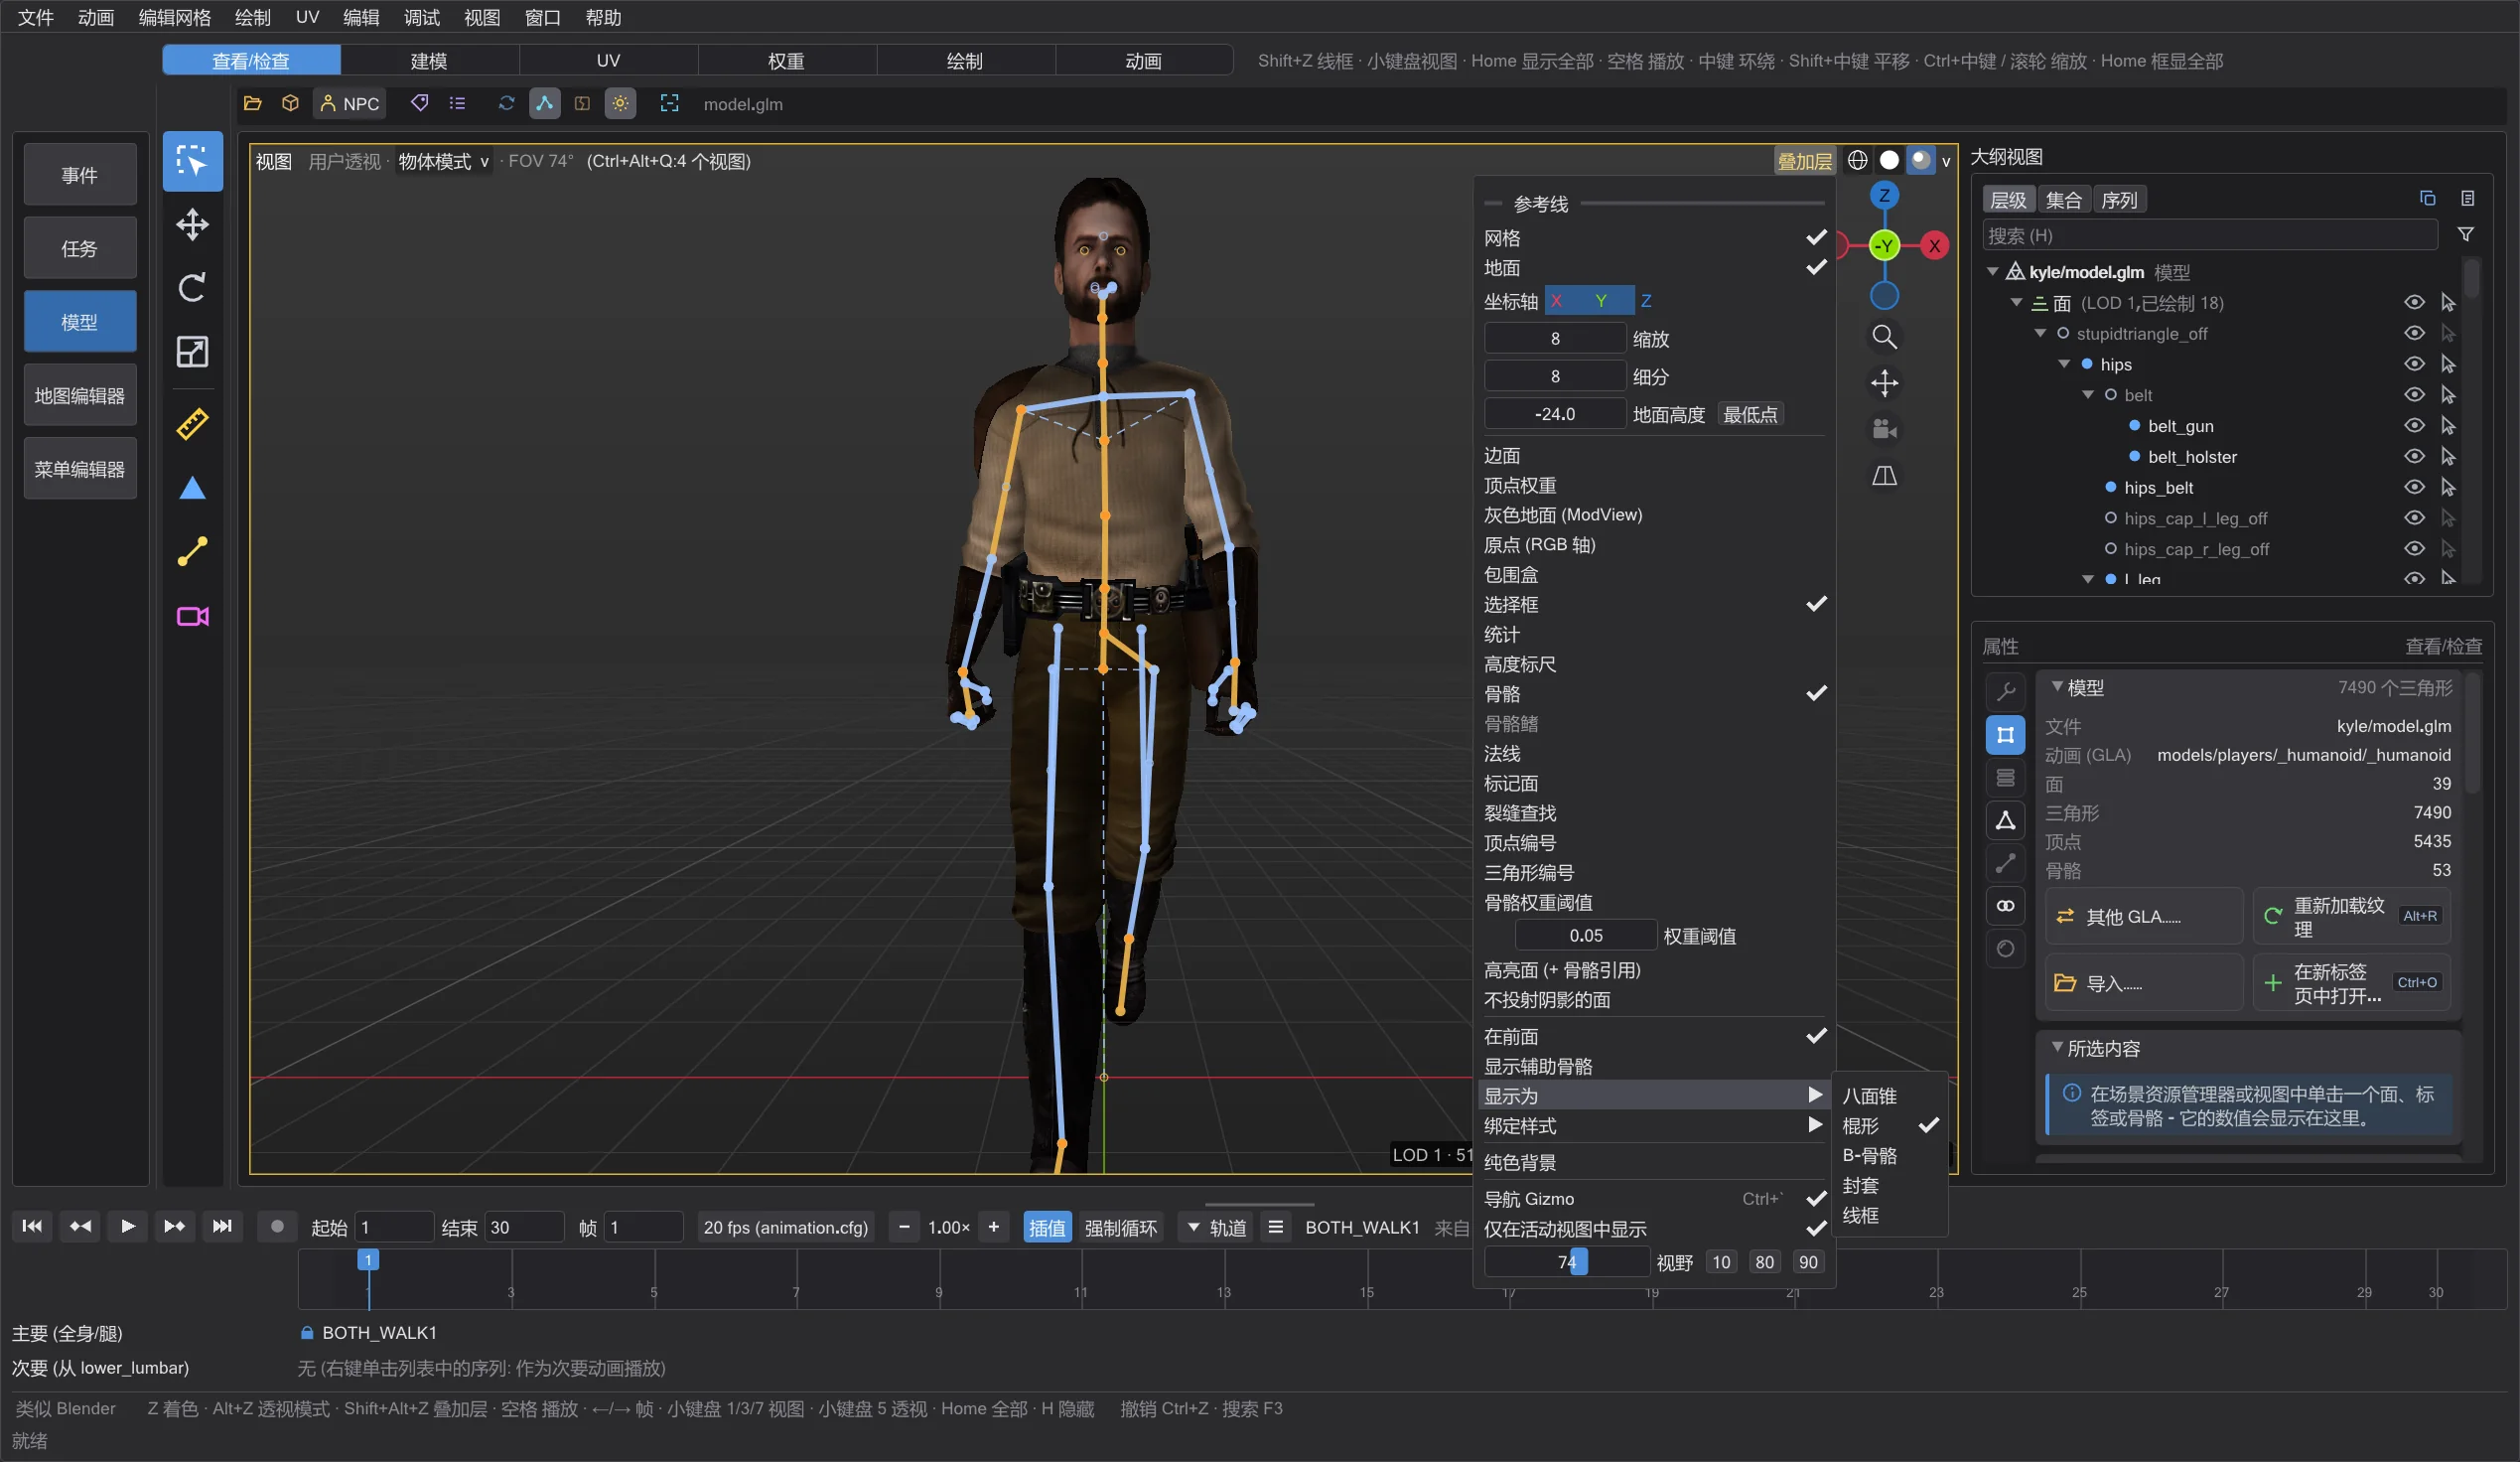 文件 动画 编辑网格 绘制 UV 编辑 调试 视图 窗口 帮助
查看/检查 建模 UV 权重 绘制 动画 Shift+Z 线框 · 小键盘视图 · Home 显示全部 · 空格 播放 · 中键 环绕 · Shift+中键 平移 · Ctrl+中键 / 滚轮 缩放 · Home 框显全部
NPC model.glm
事件
任务
模型
地图编辑器
菜单编辑器
视图 用户透视 · 物体模式 v · FOV 74° (Ctrl+Alt+Q:4 个视图) 叠加层 v
Z
-Y X
参考线
网格
地面
坐标轴 X Y Z
8 缩放
8 细分
-24.0 地面高度 最低点
边面
顶点权重
灰色地面 (ModView)
原点 (RGB 轴)
包围盒
选择框
统计
高度标尺
骨骼
骨骼鳍
法线
标记面
裂缝查找
顶点编号
三角形编号
骨骼权重阈值
0.05 权重阈值
高亮面 (+ 骨骼引用)
不投射阴影的面
在前面
显示辅助骨骼
显示为
绑定样式
纯色背景
导航 Gizmo Ctrl+`
仅在活动视图中显示
74 视野 10 80 90
八面锥
棍形
B-骨骼
封套
线框
LOD 1 · 51
大纲视图
层级 集合 序列
搜索 (H)
kyle/model.glm 模型
面 (LOD 1,已绘制 18)
stupidtriangle_off
hips
belt
belt_gun
belt_holster
hips_belt
hips_cap_l_leg_off
hips_cap_r_leg_off
l_leg
属性 查看/检查
模型 7490 个三角形
文件 kyle/model.glm
动画 (GLA) models/players/_humanoid/_humanoid
面 39
三角形 7490
顶点 5435
骨骼 53
其他 GLA...... 重新加载纹理 Alt+R
导入...... 在新标签页中打开... Ctrl+O
所选内容
在场景资源管理器或视图中单击一个面、标
签或骨骼 - 它的数值会显示在这里。
起始 1 结束 30 帧 1 20 fps (animation.cfg) − 1.00× + 插值 强制循环 轨道 BOTH_WALK1 来自
1
1 3 5 7 9 11 13 15 17 19 21 23 25 27 29 30
主要 (全身/腿) BOTH_WALK1
次要 (从 lower_lumbar) 无 (右键单击列表中的序列: 作为次要动画播放)
类似 Blender Z 着色 · Alt+Z 透视模式 · Shift+Alt+Z 叠加层 · 空格 播放 · ←/→ 帧 · 小键盘 1/3/7 视图 · 小键盘 5 透视 · Home 全部 · H 隐藏 撤销 Ctrl+Z · 搜索 F3
就绪